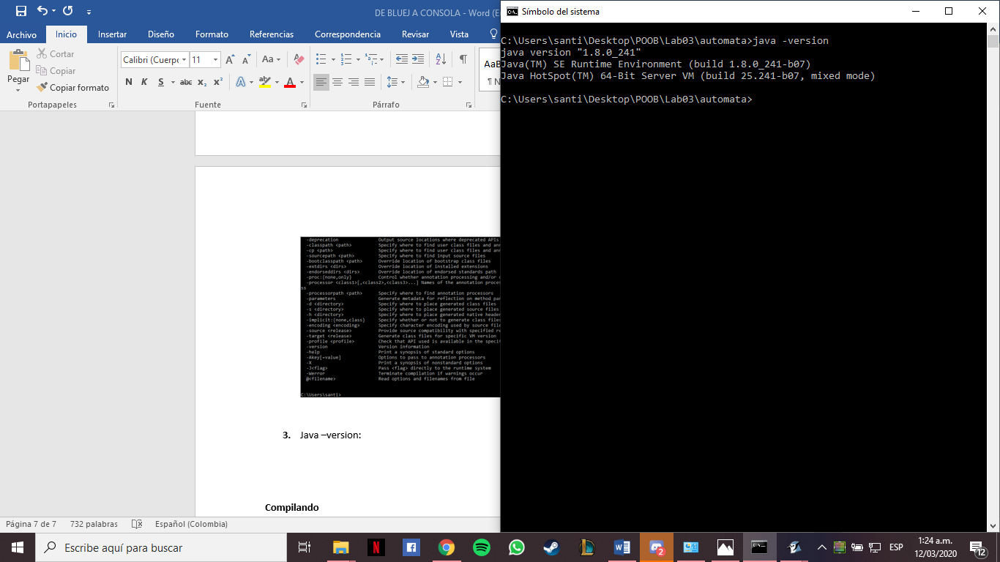 DE BLUEJ A CONSOLA - Word (E
Archivo Inicio Insertar Diseño Formato Referencias Correspondencia Revisar Vista
Pegar
Cortar
Copiar
Copiar formato
Portapapeles
Calibri (Cuerpo 11
N K S abc x₂ x²
Fuente
Párrafo
AaB
¶ N
-deprecation Output source locations where deprecated APIs
-classpath <path> Specify where to find user class files and ann
-cp <path> Specify where to find user class files and ann
-sourcepath <path> Specify where to find input source files
-bootclasspath <path> Override location of bootstrap class files
-extdirs <dirs> Override location of installed extensions
-endorseddirs <dirs> Override location of endorsed standards path
-proc:{none,only} Control whether annotation processing and/or
-processor <class1>[,<class2>,<class3>...] Names of the annotation proce
ss
-processorpath <path> Specify where to find annotation processors
-parameters Generate metadata for reflection on method par
-d <directory> Specify where to place generated class files
-s <directory> Specify where to place generated source files
-h <directory> Specify where to place generated native header
-implicit:{none,class} Specify whether or not to generate class files
-encoding <encoding> Specify character encoding used by source file
-source <release> Provide source compatibility with specified re
-target <release> Generate class files for specific VM version
-profile <profile> Check that API used is available in the specif
-version Version information
-help Print a synopsis of standard options
-Akey[=value] Options to pass to annotation processors
-X Print a synopsis of nonstandard options
-J<flag> Pass <flag> directly to the runtime system
-Werror Terminate compilation if warnings occur
@<filename> Read options and filenames from file
C:\Users\santi>
3. Java –version:
Compilando
Página 7 de 7 732 palabras Español (Colombia)
Símbolo del sistema
C:\Users\santi\Desktop\POOB\Lab03\automata>java -version
java version "1.8.0_241"
Java(TM) SE Runtime Environment (build 1.8.0_241-b07)
Java HotSpot(TM) 64-Bit Server VM (build 25.241-b07, mixed mode)
C:\Users\santi\Desktop\POOB\Lab03\automata>
Escribe aquí para buscar
ESP
1:24 a.m.
12/03/2020
12
2